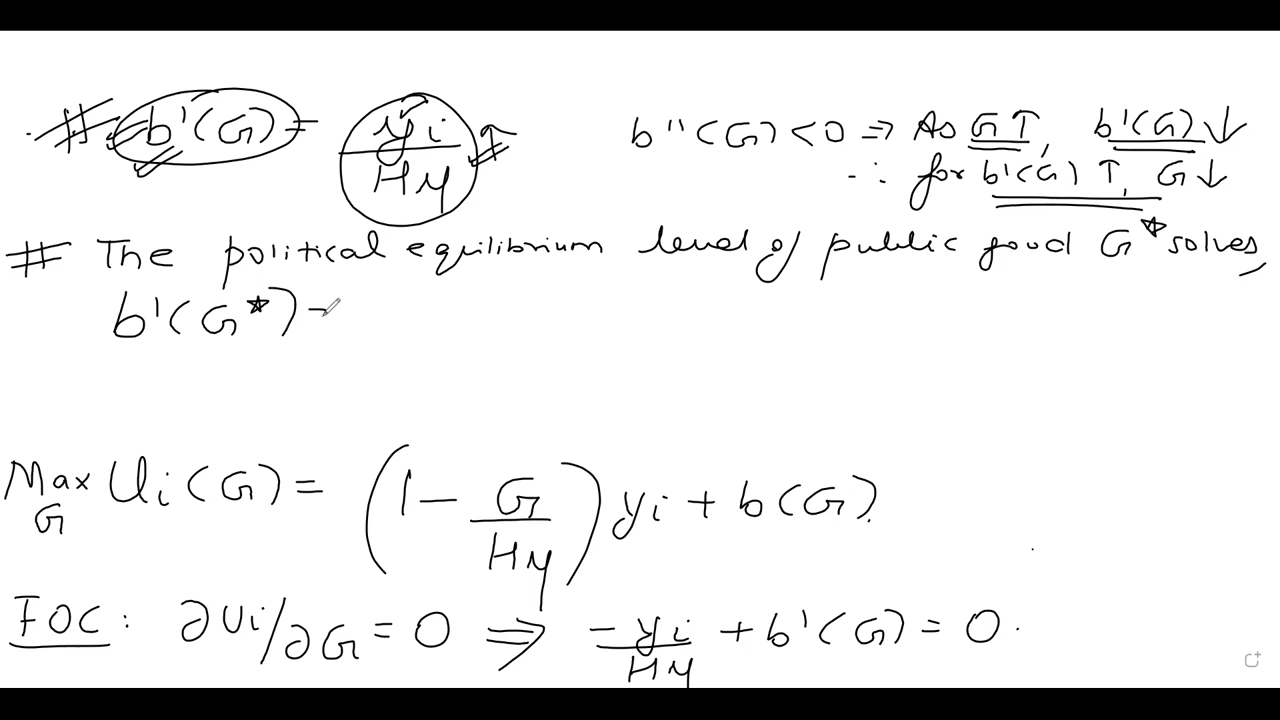 # b'(G) = yi/Hy ↑
b''(G) < 0 ⇒ As G↑, b'(G)↓
∴ for b'(G)↑, G↓
# The political equilibrium level of public good G* solves,
b'(G*) -
Max Ui(G) = (1 - G/Hy) yi + b(G).
G
FOC: ∂Ui/∂G = 0 ⇒ -yi/Hy + b'(G) = 0.